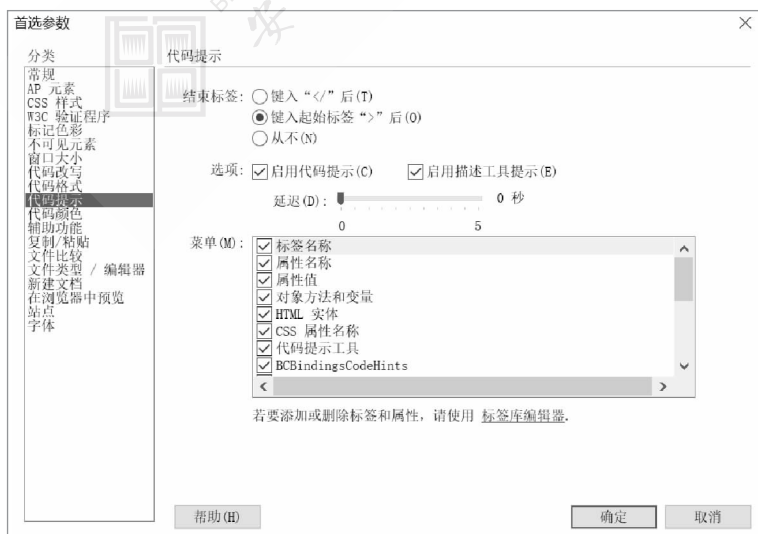 首选参数
分类
常规
AP 元素
CSS 样式
W3C 验证程序
标记色彩
不可见元素
窗口大小
代码改写
代码格式
代码提示
代码颜色
辅助功能
复制/粘贴
文件比较
文件类型 / 编辑器
新建文档
在浏览器中预览
站点
字体
代码提示
结束标签: 键入“</”后(T)
键入起始标签“>”后(O)
从不(N)
选项: 启用代码提示(C) 启用描述工具提示(E)
延迟(D): 0 秒
0 5
菜单(M): 标签名称
属性名称
属性值
对象方法和变量
HTML 实体
CSS 属性名称
代码提示工具
BCBindingsCodeHints
若要添加或删除标签和属性，请使用 标签库编辑器.
帮助(H) 确定 取消